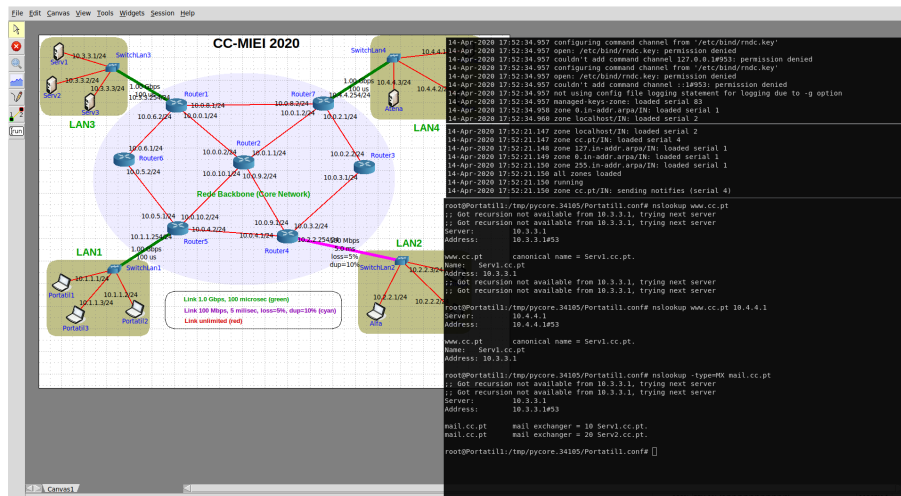 File Edit Canvas View Tools Widgets Session Help
CC-MIEI 2020
10.3.3.1/24
SwitchLan3
Serv1
10.3.3.2/24
Serv2
10.3.3/24
Serv3
LAN3
1.00 Gbps
100 us
10.3.3.254/24
Router1
10.0.8.1/24
10.0.6.2/24
10.0.0.1/24
Router7
10.0.8.2/24
10.0.1.2/24
10.0.2.1/24
10.4.4.254/24
1.00 Gbps
100 us
SwitchLan4
10.4.4.1
10.4.4.3/24
10.4.4.2/
Atena
LAN4
10.0.6.1/24
Router6
10.0.5.2/24
Router2
10.0.0.2/24
10.0.1.1/24
10.0.10.1/24
10.0.9.2/24
10.0.2.2/24
Router3
10.0.3.1/24
Rede Backbone (Core Network)
10.0.5.1/24
10.0.10.2/24
10.1.1.254/24
10.0.4.2/24
Router5
1.00 Gbps
100 us
10.0.9.1/24
10.0.3.2/24
10.0.4.1/24
Router4
10.2.2.254/24
100 Mbps
5.0 ms
loss=5%
dup=10%
LAN2
SwitchLan2
10.2.2.3/24
10.2.2.1/24
10.2.2.2/
Alfa
LAN1
SwitchLan1
10.1.1.1/24
Portatil1
10.1.1.2/24
10.1.1.3/24
Portatil2
Portatil3
Link 1.0 Gbps, 100 microsec (green)
Link 100 Mbps, 5 milisec, loss=5%, dup=10% (cyan)
Link unlimited (red)
2
run
Canvas1
14-Apr-2020 17:52:34.957 configuring command channel from '/etc/bind/rndc.key'
14-Apr-2020 17:52:34.957 open: /etc/bind/rndc.key: permission denied
14-Apr-2020 17:52:34.957 couldn't add command channel 127.0.0.1#953: permission denied
14-Apr-2020 17:52:34.957 configuring command channel from '/etc/bind/rndc.key'
14-Apr-2020 17:52:34.957 open: /etc/bind/rndc.key: permission denied
14-Apr-2020 17:52:34.957 couldn't add command channel ::1#953: permission denied
14-Apr-2020 17:52:34.957 not using config file logging statement for logging due to -g option
14-Apr-2020 17:52:34.957 managed-keys-zone: loaded serial 83
14-Apr-2020 17:52:34.958 zone 0.in-addr.arpa/IN: loaded serial 1
14-Apr-2020 17:52:34.960 zone localhost/IN: loaded serial 2
14-Apr-2020 17:52:21.147 zone localhost/IN: loaded serial 2
14-Apr-2020 17:52:21.147 zone cc.pt/IN: loaded serial 4
14-Apr-2020 17:52:21.148 zone 127.in-addr.arpa/IN: loaded serial 1
14-Apr-2020 17:52:21.149 zone 0.in-addr.arpa/IN: loaded serial 1
14-Apr-2020 17:52:21.150 zone 255.in-addr.arpa/IN: loaded serial 1
14-Apr-2020 17:52:21.150 all zones loaded
14-Apr-2020 17:52:21.150 running
14-Apr-2020 17:52:21.150 zone cc.pt/IN: sending notifies (serial 4)
root@Portatil1:/tmp/pycore.34105/Portatil1.conf# nslookup www.cc.pt
;; Got recursion not available from 10.3.3.1, trying next server
;; Got recursion not available from 10.3.3.1, trying next server
Server: 10.3.3.1
Address: 10.3.3.1#53
www.cc.pt canonical name = Serv1.cc.pt.
Name: Serv1.cc.pt
Address: 10.3.3.1
;; Got recursion not available from 10.3.3.1, trying next server
;; Got recursion not available from 10.3.3.1, trying next server
root@Portatil1:/tmp/pycore.34105/Portatil1.conf# nslookup www.cc.pt 10.4.4.1
Server: 10.4.4.1
Address: 10.4.4.1#53
www.cc.pt canonical name = Serv1.cc.pt.
Name: Serv1.cc.pt
Address: 10.3.3.1
root@Portatil1:/tmp/pycore.34105/Portatil1.conf# nslookup -type=MX mail.cc.pt
;; Got recursion not available from 10.3.3.1, trying next server
;; Got recursion not available from 10.3.3.1, trying next server
Server: 10.3.3.1
Address: 10.3.3.1#53
mail.cc.pt mail exchanger = 10 Serv1.cc.pt.
mail.cc.pt mail exchanger = 20 Serv2.cc.pt.
root@Portatil1:/tmp/pycore.34105/Portatil1.conf#